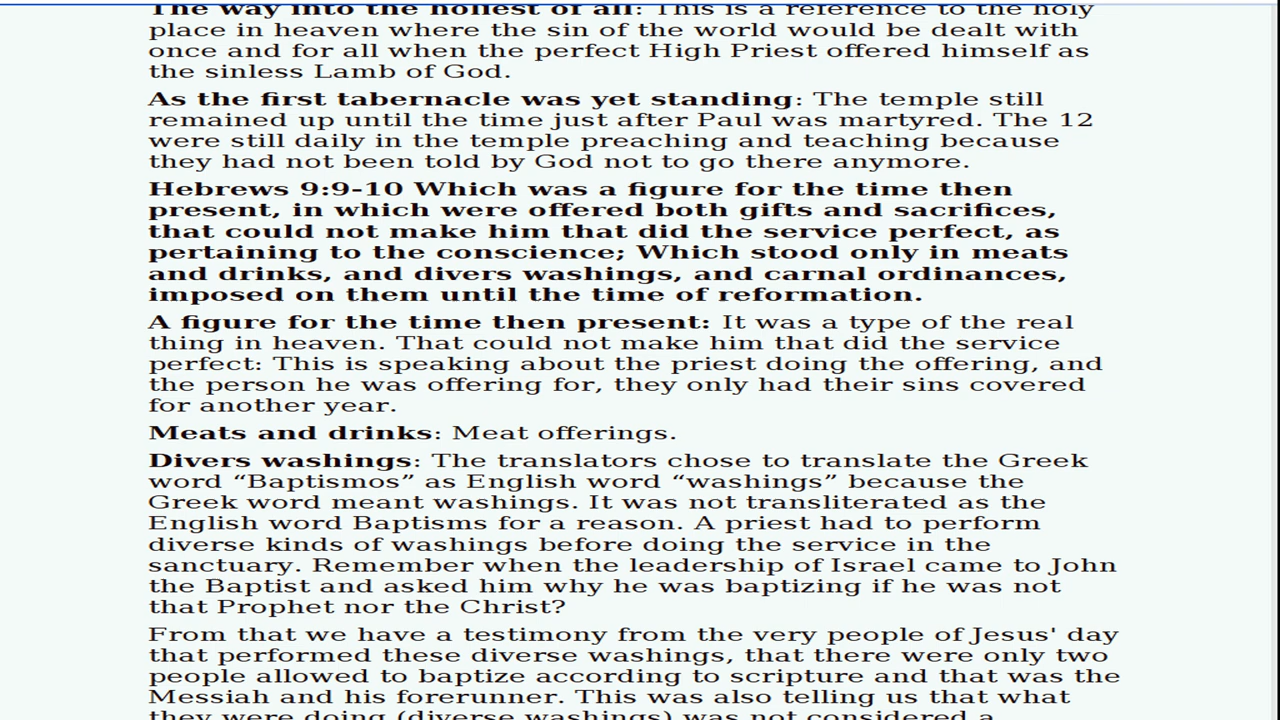 The way into the holiest of all: This is a reference to the holy
place in heaven where the sin of the world would be dealt with
once and for all when the perfect High Priest offered himself as
the sinless Lamb of God.
As the first tabernacle was yet standing: The temple still
remained up until the time just after Paul was martyred. The 12
were still daily in the temple preaching and teaching because
they had not been told by God not to go there anymore.
Hebrews 9:9-10 Which was a figure for the time then
present, in which were offered both gifts and sacrifices,
that could not make him that did the service perfect, as
pertaining to the conscience; Which stood only in meats
and drinks, and divers washings, and carnal ordinances,
imposed on them until the time of reformation.
A figure for the time then present: It was a type of the real
thing in heaven. That could not make him that did the service
perfect: This is speaking about the priest doing the offering, and
the person he was offering for, they only had their sins covered
for another year.
Meats and drinks: Meat offerings.
Divers washings: The translators chose to translate the Greek
word “Baptismos” as English word “washings” because the
Greek word meant washings. It was not transliterated as the
English word Baptisms for a reason. A priest had to perform
diverse kinds of washings before doing the service in the
sanctuary. Remember when the leadership of Israel came to John
the Baptist and asked him why he was baptizing if he was not
that Prophet nor the Christ?
From that we have a testimony from the very people of Jesus' day
that performed these diverse washings, that there were only two
people allowed to baptize according to scripture and that was the
Messiah and his forerunner. This was also telling us that what
they were doing (diverse washings) was not considered a